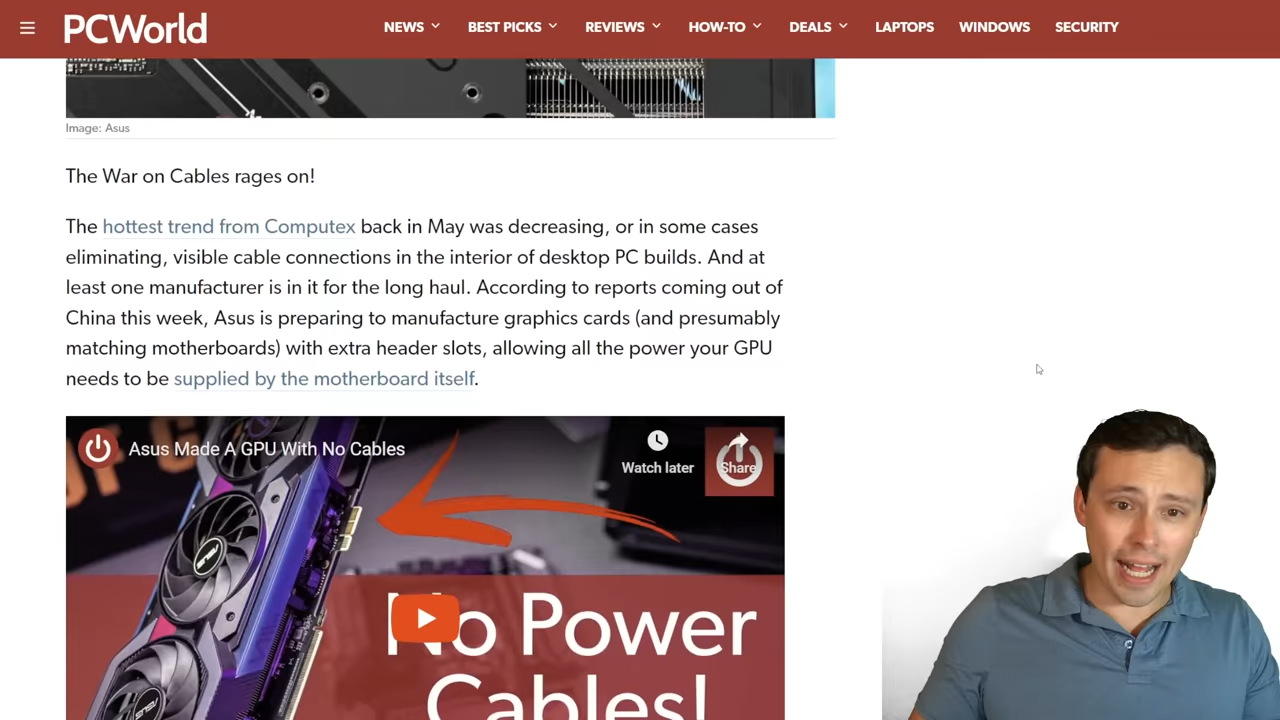 PCWorld
NEWS
BEST PICKS
REVIEWS
HOW-TO
DEALS
LAPTOPS
WINDOWS
SECURITY
Image: Asus
The War on Cables rages on!
The hottest trend from Computex back in May was decreasing, or in some cases
eliminating, visible cable connections in the interior of desktop PC builds. And at
least one manufacturer is in it for the long haul. According to reports coming out of
China this week, Asus is preparing to manufacture graphics cards (and presumably
matching motherboards) with extra header slots, allowing all the power your GPU
needs to be supplied by the motherboard itself.
Asus Made A GPU With No Cables
Watch later
Share
No Power
Cables!